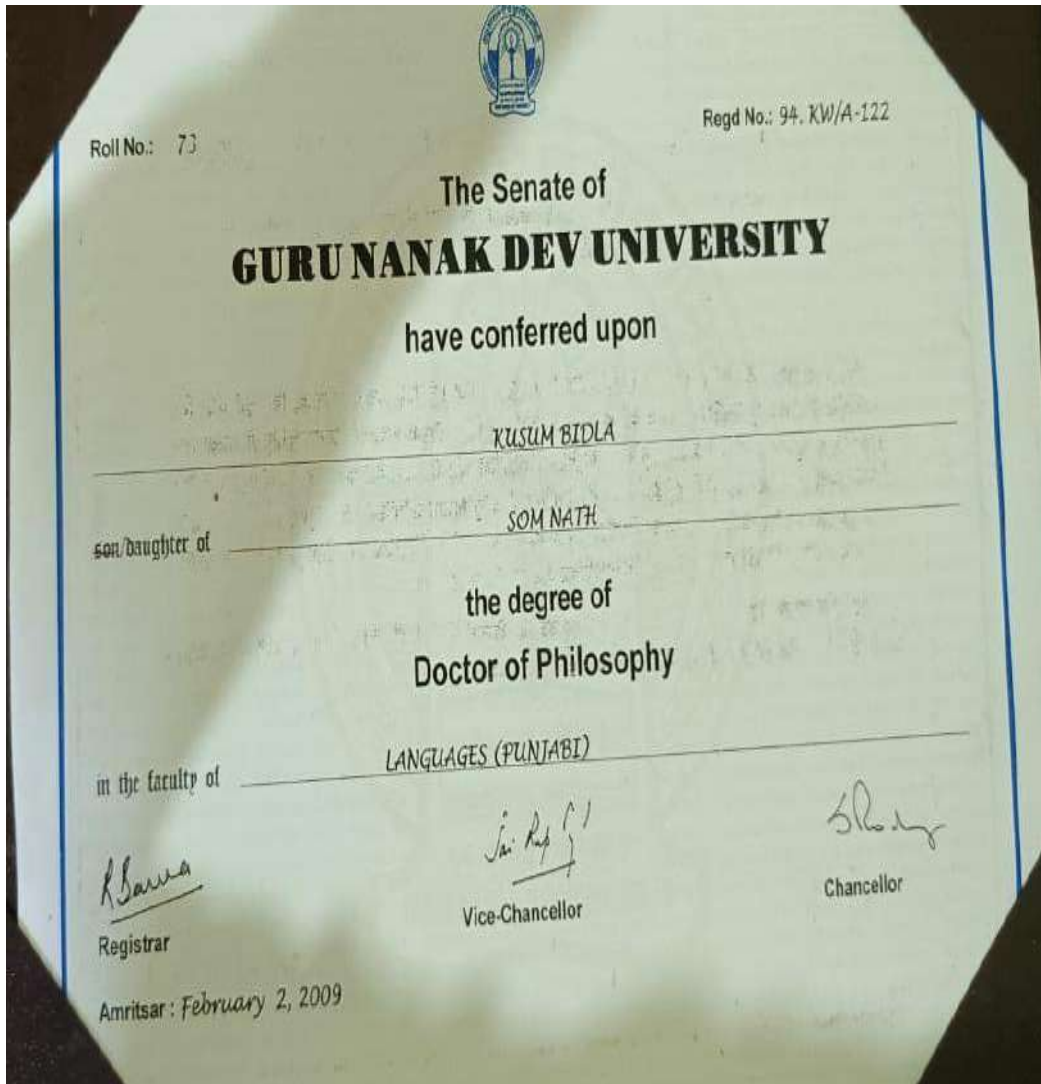 Roll No.: 73
Regd No.: 94. KW/A-122
The Senate of
GURU NANAK DEV UNIVERSITY
have conferred upon
KUSUM BIDLA
son/daughter of SOM NATH
the degree of
Doctor of Philosophy
in the faculty of LANGUAGES (PUNJABI)
Registrar
Vice-Chancellor
Chancellor
Amritsar : February 2, 2009